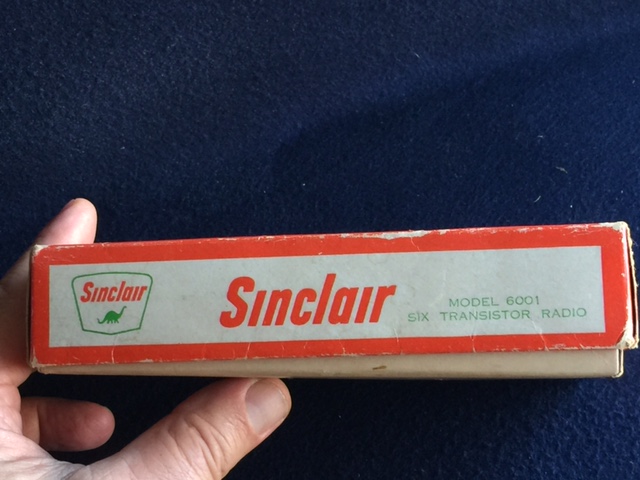 Sinclair
Sinclair
MODEL 6001
SIX TRANSISTOR RADIO